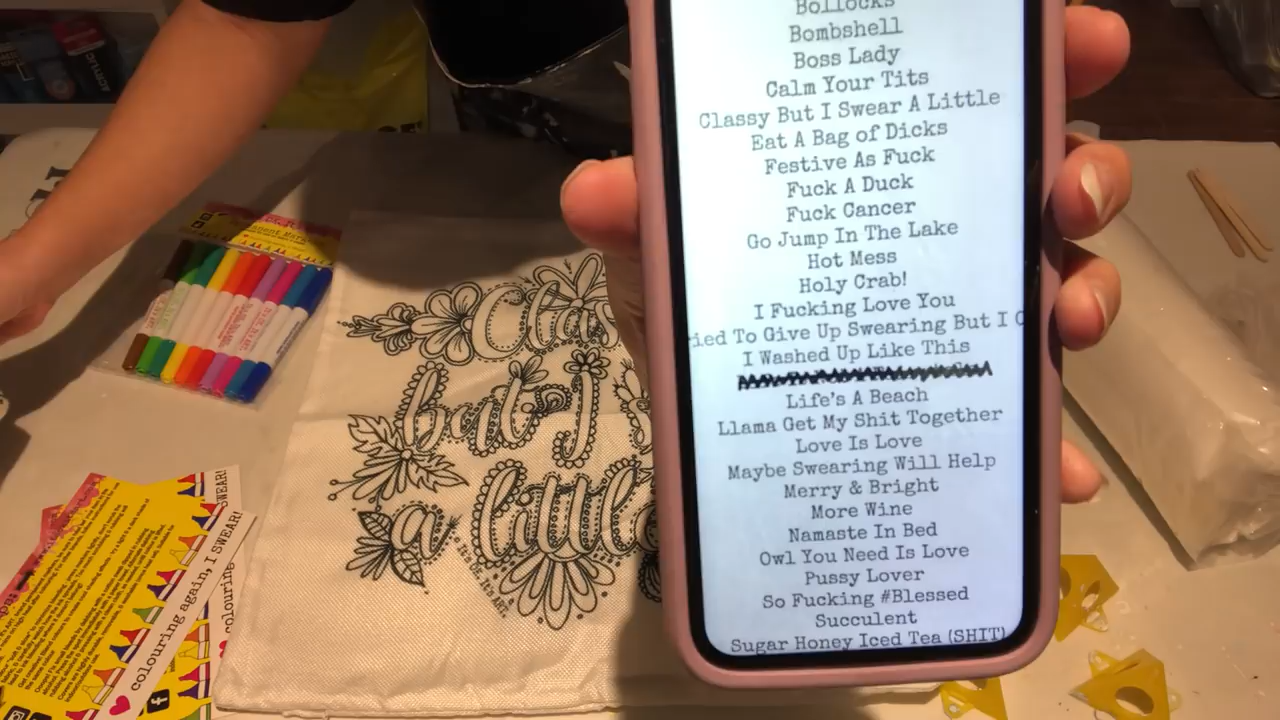 Bollocks
Bombshell
Boss Lady
Calm Your Tits
Classy But I Swear A Little
Eat A Bag of Dicks
Festive As Fuck
Fuck A Duck
Fuck Cancer
Go Jump In The Lake
Hot Mess
Holy Crab!
I Fucking Love You
ried To Give Up Swearing But I C
I Washed Up Like This
Life's A Beach
Llama Get My Shit Together
Love Is Love
Maybe Swearing Will Help
Merry & Bright
More Wine
Namaste In Bed
Owl You Need Is Love
Pussy Lover
So Fucking #Blessed
Succulent
Sugar Honey Iced Tea (SHIT)
Clas
but I s
a little
colouring again, I SWEAR!
SWEAR!
colouring
ACRYLIC